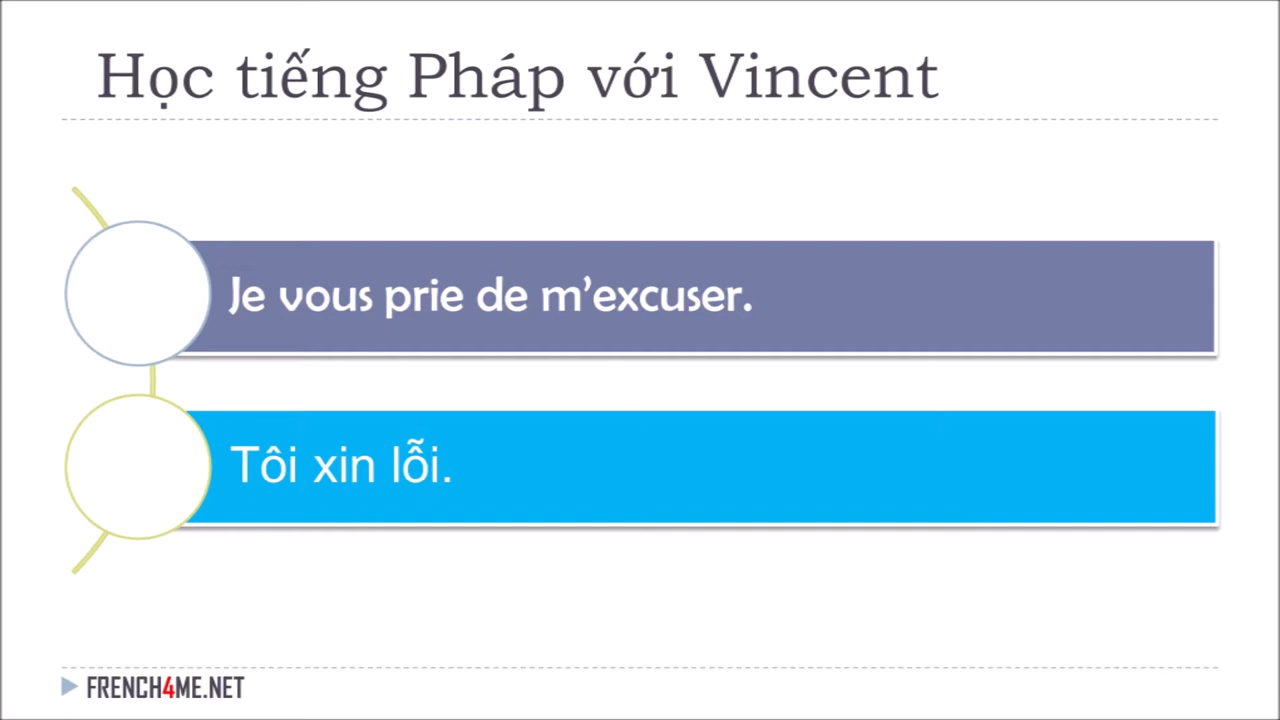 Học tiếng Pháp với Vincent
Je vous prie de m’excuser.
Tôi xin lỗi.
FRENCH4ME.NET